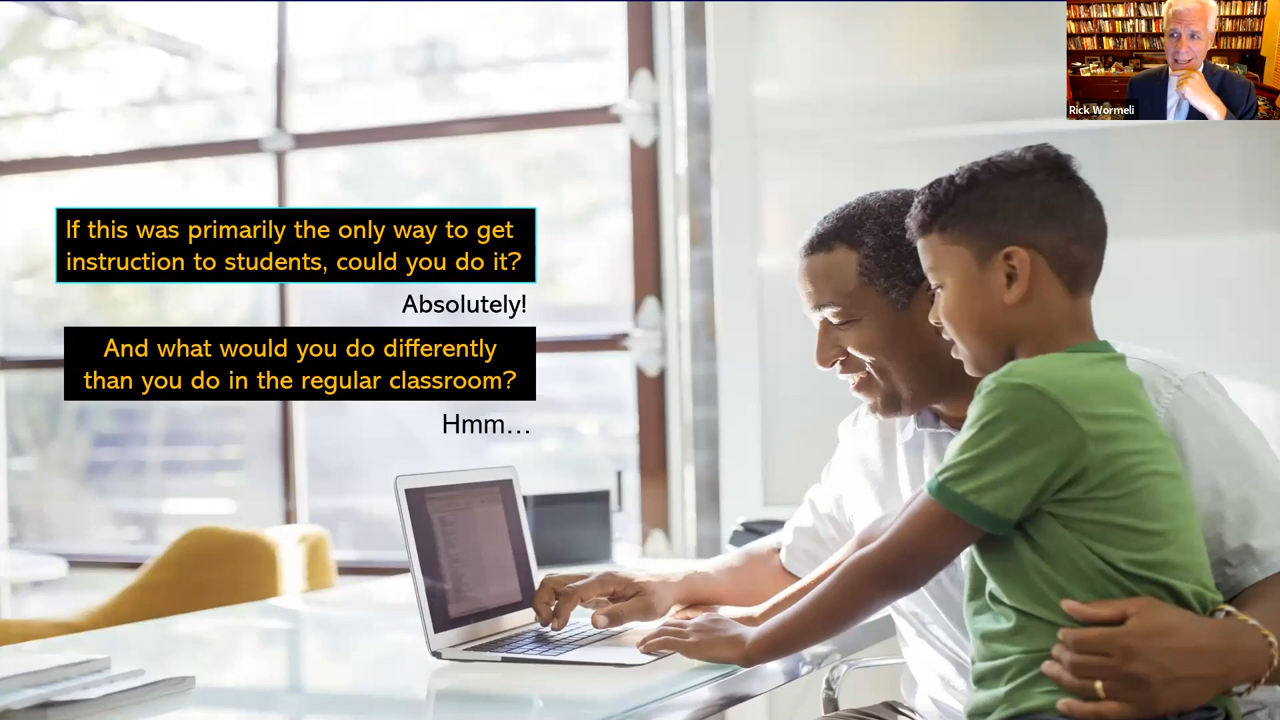 Rick Wormeli
If this was primarily the only way to get
instruction to students, could you do it?
Absolutely!
And what would you do differently
than you do in the regular classroom?
Hmm…